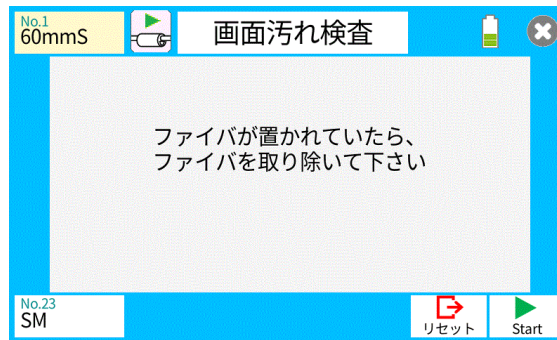 No.1
60mmS
画面汚れ検査
ファイバが置かれていたら、
ファイバを取り除いて下さい
No.23
SM
リセット
Start